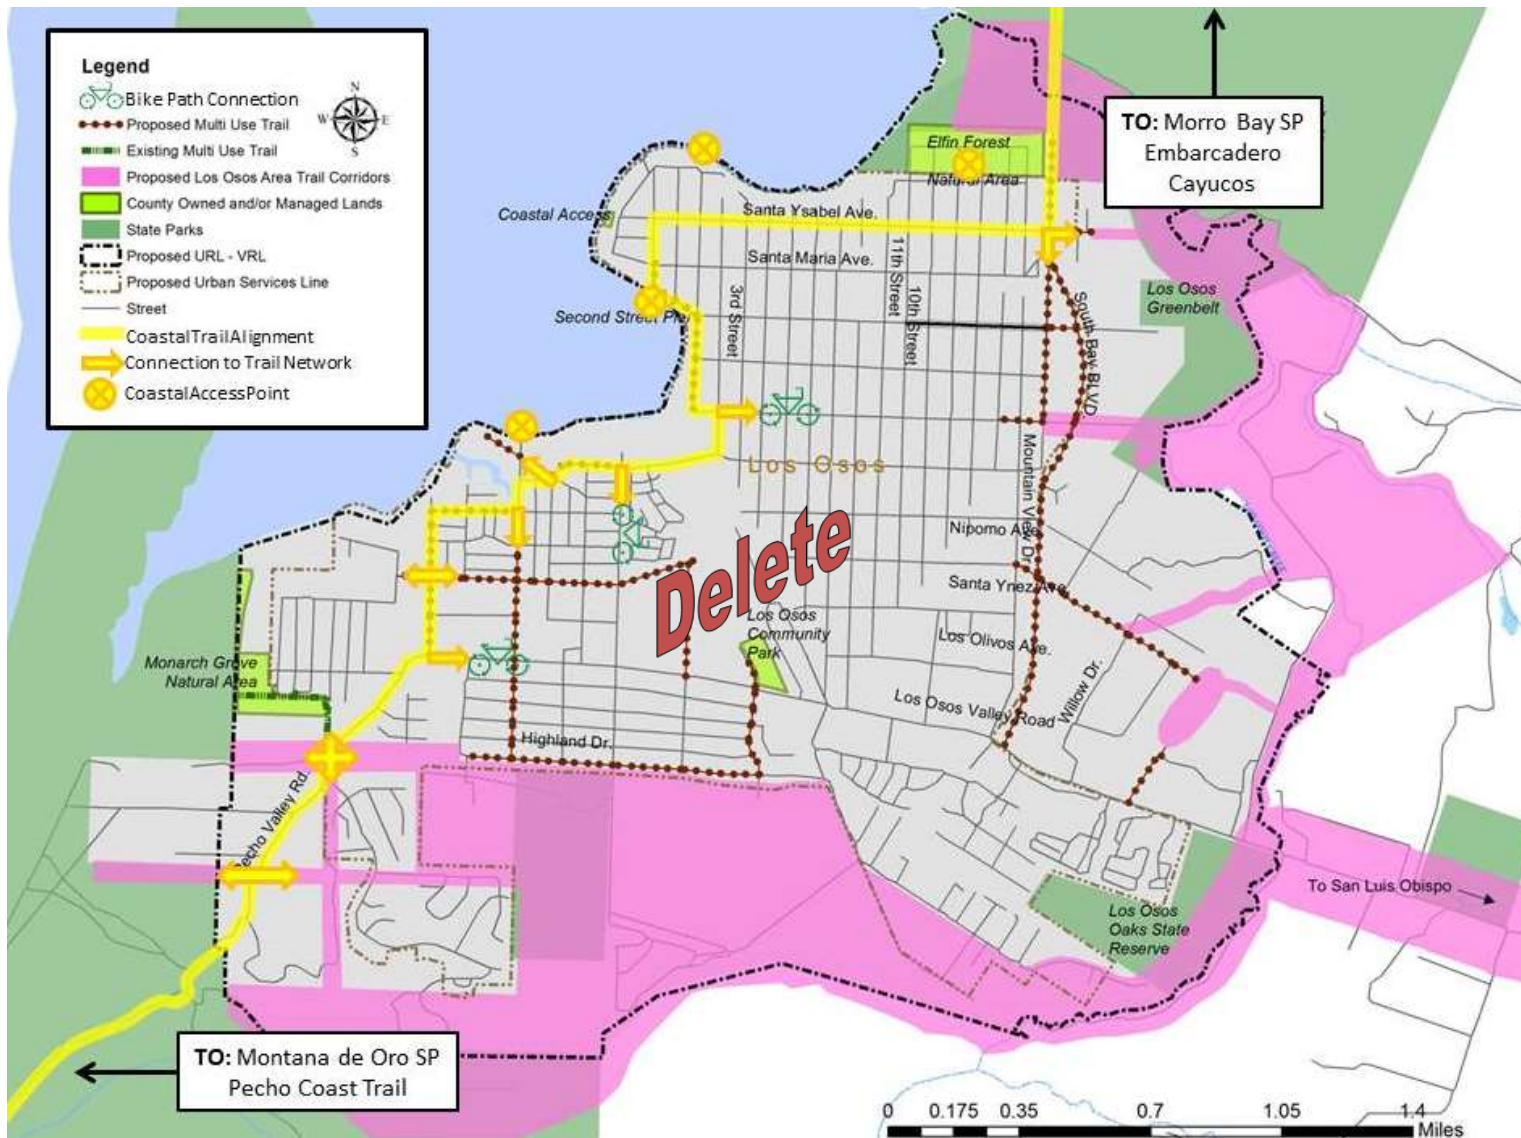 Legend
Bike Path Connection
Proposed Multi Use Trail
Existing Multi Use Trail
Proposed Los Osos Area Trail Corridors
County Owned and/or Managed Lands
State Parks
Proposed URL - VRL
Proposed Urban Services Line
Street
CoastalTrailAlignment
Connection to Trail Network
CoastalAccessPoint
N
W
E
S
TO: Morro Bay SP
Embarcadero
Cayucos
Elfin Forest
Natural Area
Coastal Access
Santa Ysabel Ave.
Santa Maria Ave.
11th Street
10th Street
3rd Street
Second Street Pier
Los Osos
Greenbelt
South Bay BLVD.
Los Osos
Mountain View Dr.
Nipomo Ave.
Delete
Santa Ynez Ave.
Los Osos
Community
Park
Los Olivos Ave.
Monarch Grove
Natural Area
Willow Dr.
Los Osos Valley Road
Highland Dr.
Pecho Valley Rd.
To San Luis Obispo
Los Osos
Oaks State
Reserve
TO: Montana de Oro SP
Pecho Coast Trail
0 0.175 0.35 0.7 1.05 1.4
Miles